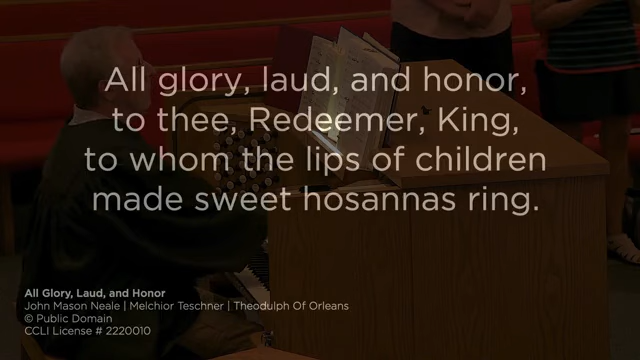 All glory, laud, and honor,
to thee, Redeemer, King,
to whom the lips of children
made sweet hosannas ring.
All Glory, Laud, and Honor
John Mason Neale | Melchior Teschner | Theodulph Of Orleans
© Public Domain
CCLI License # 2220010